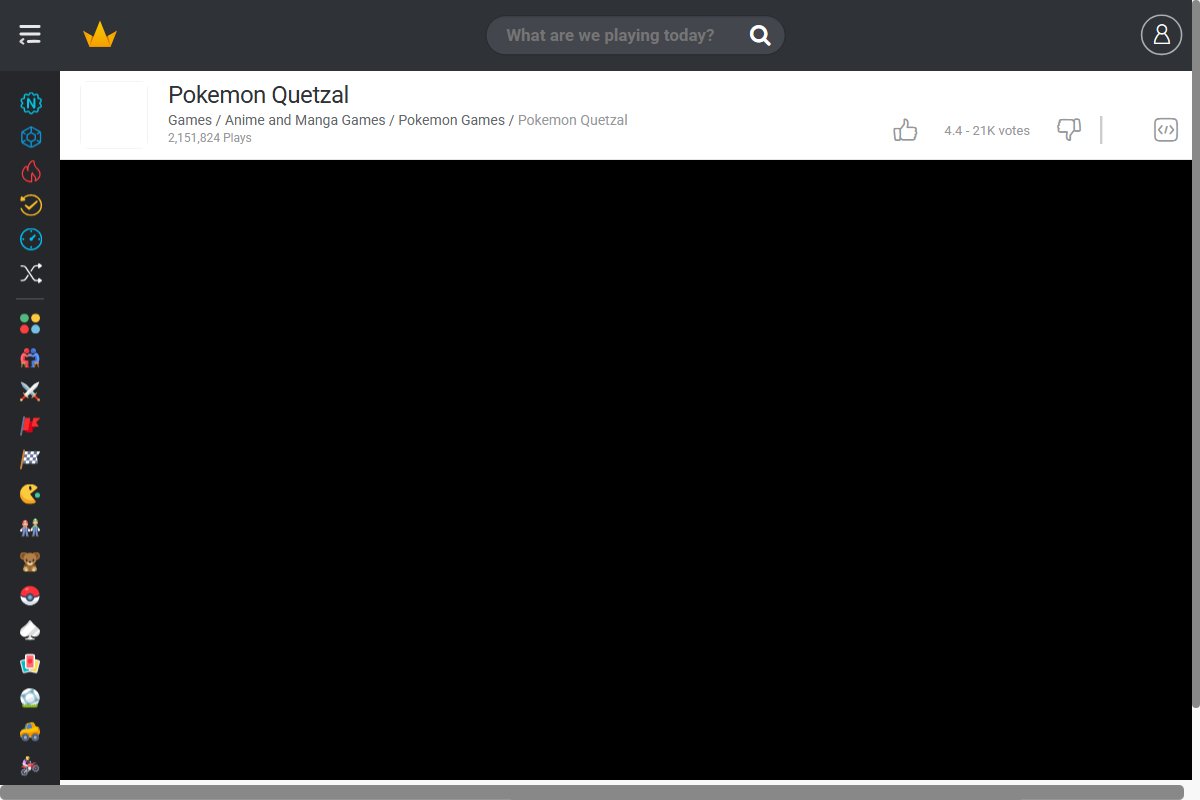 What are we playing today?
Pokemon Quetzal
Games / Anime and Manga Games / Pokemon Games / Pokemon Quetzal
2,151,824 Plays
4.4 - 21K votes
N